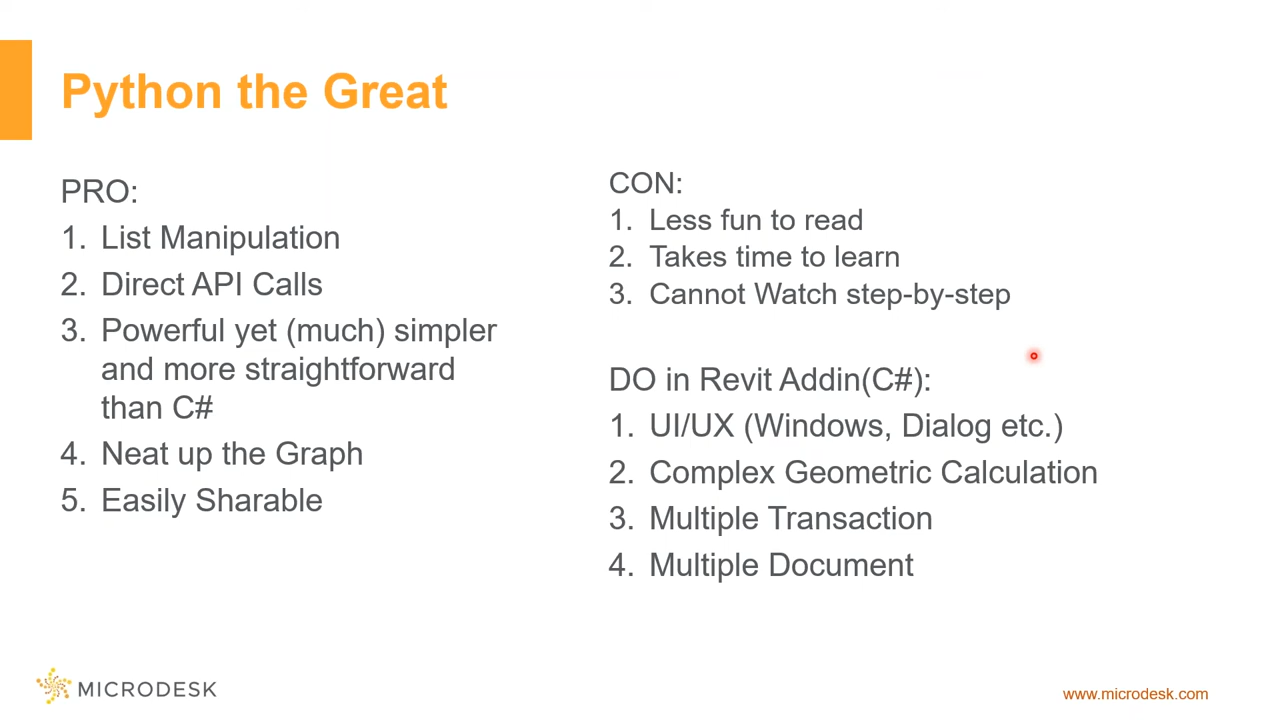 Python the Great
PRO:
1. List Manipulation
2. Direct API Calls
3. Powerful yet (much) simpler
and more straightforward
than C#
4. Neat up the Graph
5. Easily Sharable
CON:
1. Less fun to read
2. Takes time to learn
3. Cannot Watch step-by-step
DO in Revit Addin(C#):
1. UI/UX (Windows, Dialog etc.)
2. Complex Geometric Calculation
3. Multiple Transaction
4. Multiple Document
MICRODESK
www.microdesk.com